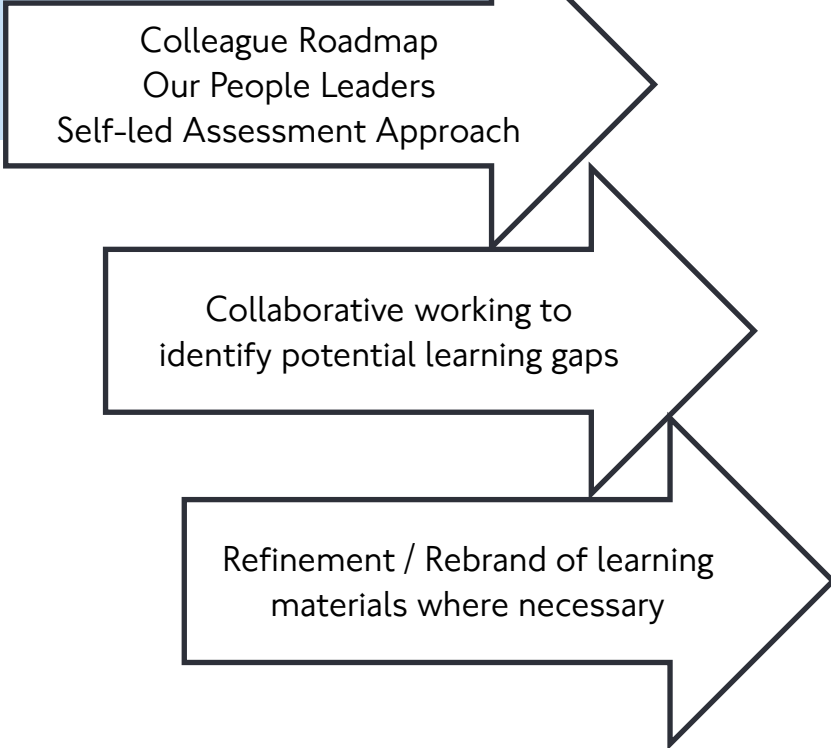 Colleague Roadmap
Our People Leaders
Self-led Assessment Approach
Collaborative working to
identify potential learning gaps
Refinement / Rebrand of learning
materials where necessary